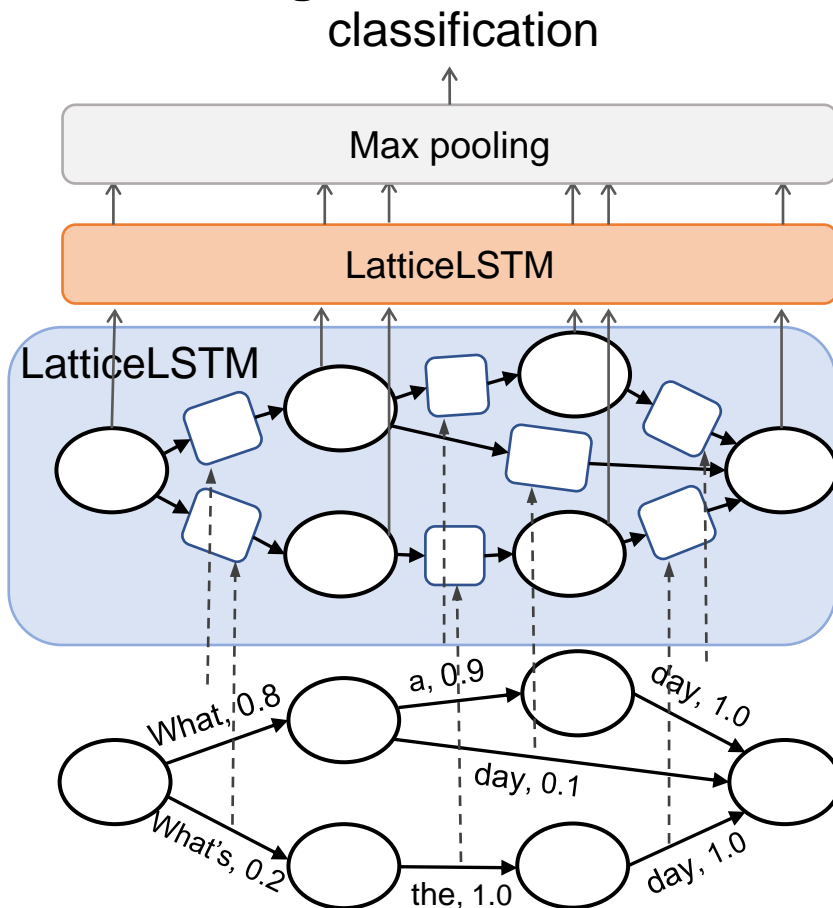 classification
Max pooling
LatticeLSTM
LatticeLSTM
What, 0.8
a, 0.9
day, 1.0
day, 0.1
What's, 0.2
the, 1.0
day, 1.0